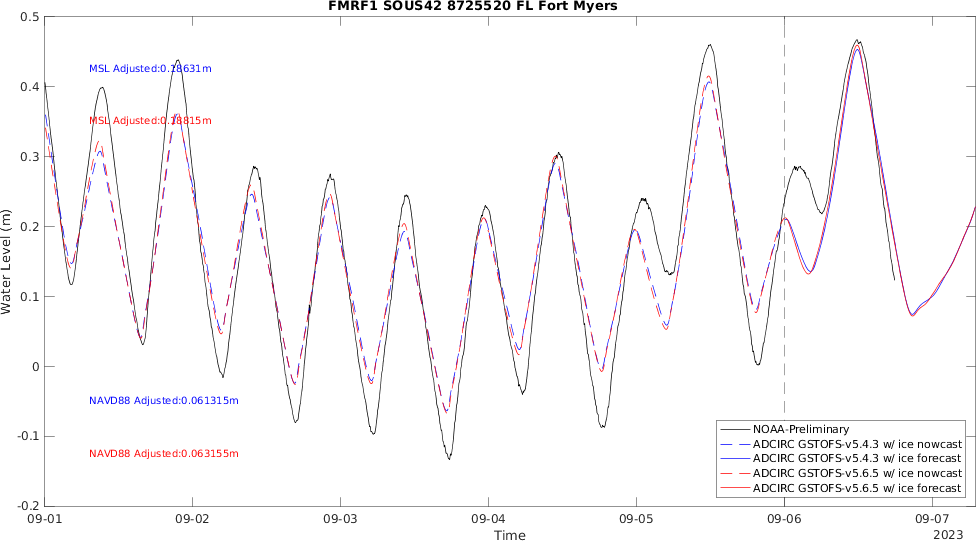 FMRF1 SOUS42 8725520 FL Fort Myers
0.5
0.4
0.3
0.2
0.1
0
-0.1
-0.2
Water Level (m)
MSL Adjusted:0.18631m
MSL Adjusted:0.18815m
NAVD88 Adjusted:0.061315m
NAVD88 Adjusted:0.063155m
NOAA-Preliminary
ADCIRC GSTOFS-v5.4.3 w/ ice nowcast
ADCIRC GSTOFS-v5.4.3 w/ ice forecast
ADCIRC GSTOFS-v5.6.5 w/ ice nowcast
ADCIRC GSTOFS-v5.6.5 w/ ice forecast
09-01 09-02 09-03 09-04 09-05 09-06 09-07
Time
2023